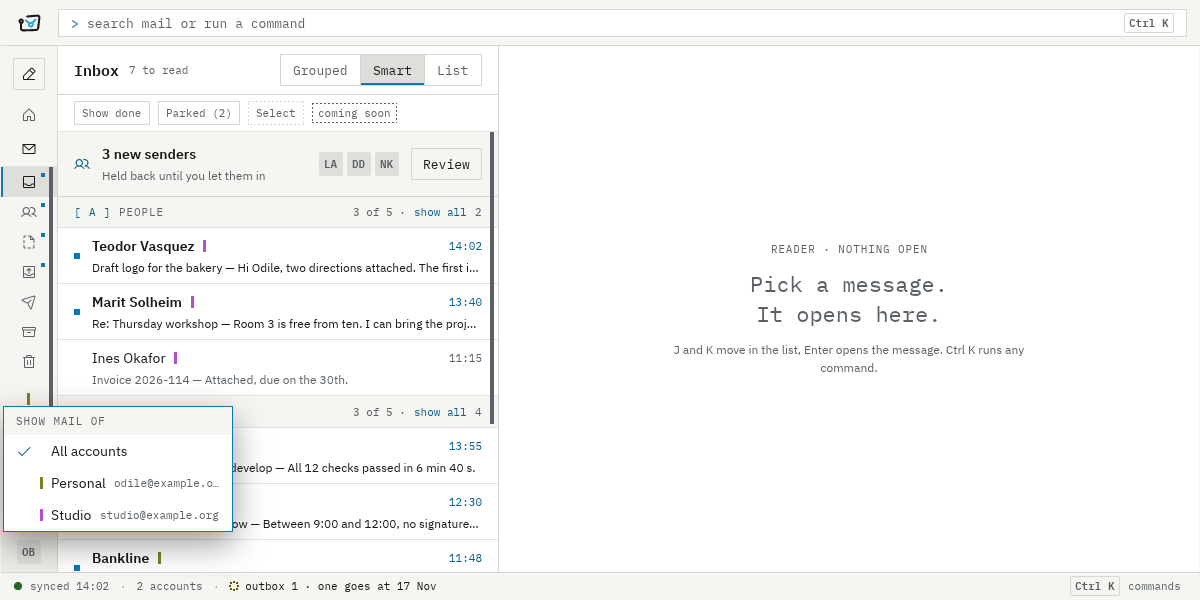 > search mail or run a command Ctrl K
Inbox 7 to read Grouped Smart List
Show done Parked (2) Select coming soon
3 new senders
Held back until you let them in
LA DD NK Review
[ A ] PEOPLE 3 of 5 · show all 2
Teodor Vasquez 14:02
Draft logo for the bakery — Hi Odile, two directions attached. The first i…
Marit Solheim 13:40
Re: Thursday workshop — Room 3 is free from ten. I can bring the proj…
Ines Okafor 11:15
Invoice 2026-114 — Attached, due on the 30th.
3 of 5 · show all 4
13:55
develop — All 12 checks passed in 6 min 40 s.
12:30
ow — Between 9:00 and 12:00, no signature…
Bankline 11:48
SHOW MAIL OF
All accounts
Personal odile@example.o…
Studio studio@example.org
OB
READER · NOTHING OPEN
Pick a message.
It opens here.
J and K move in the list, Enter opens the message. Ctrl K runs any
command.
synced 14:02 · 2 accounts · outbox 1 · one goes at 17 Nov Ctrl K commands